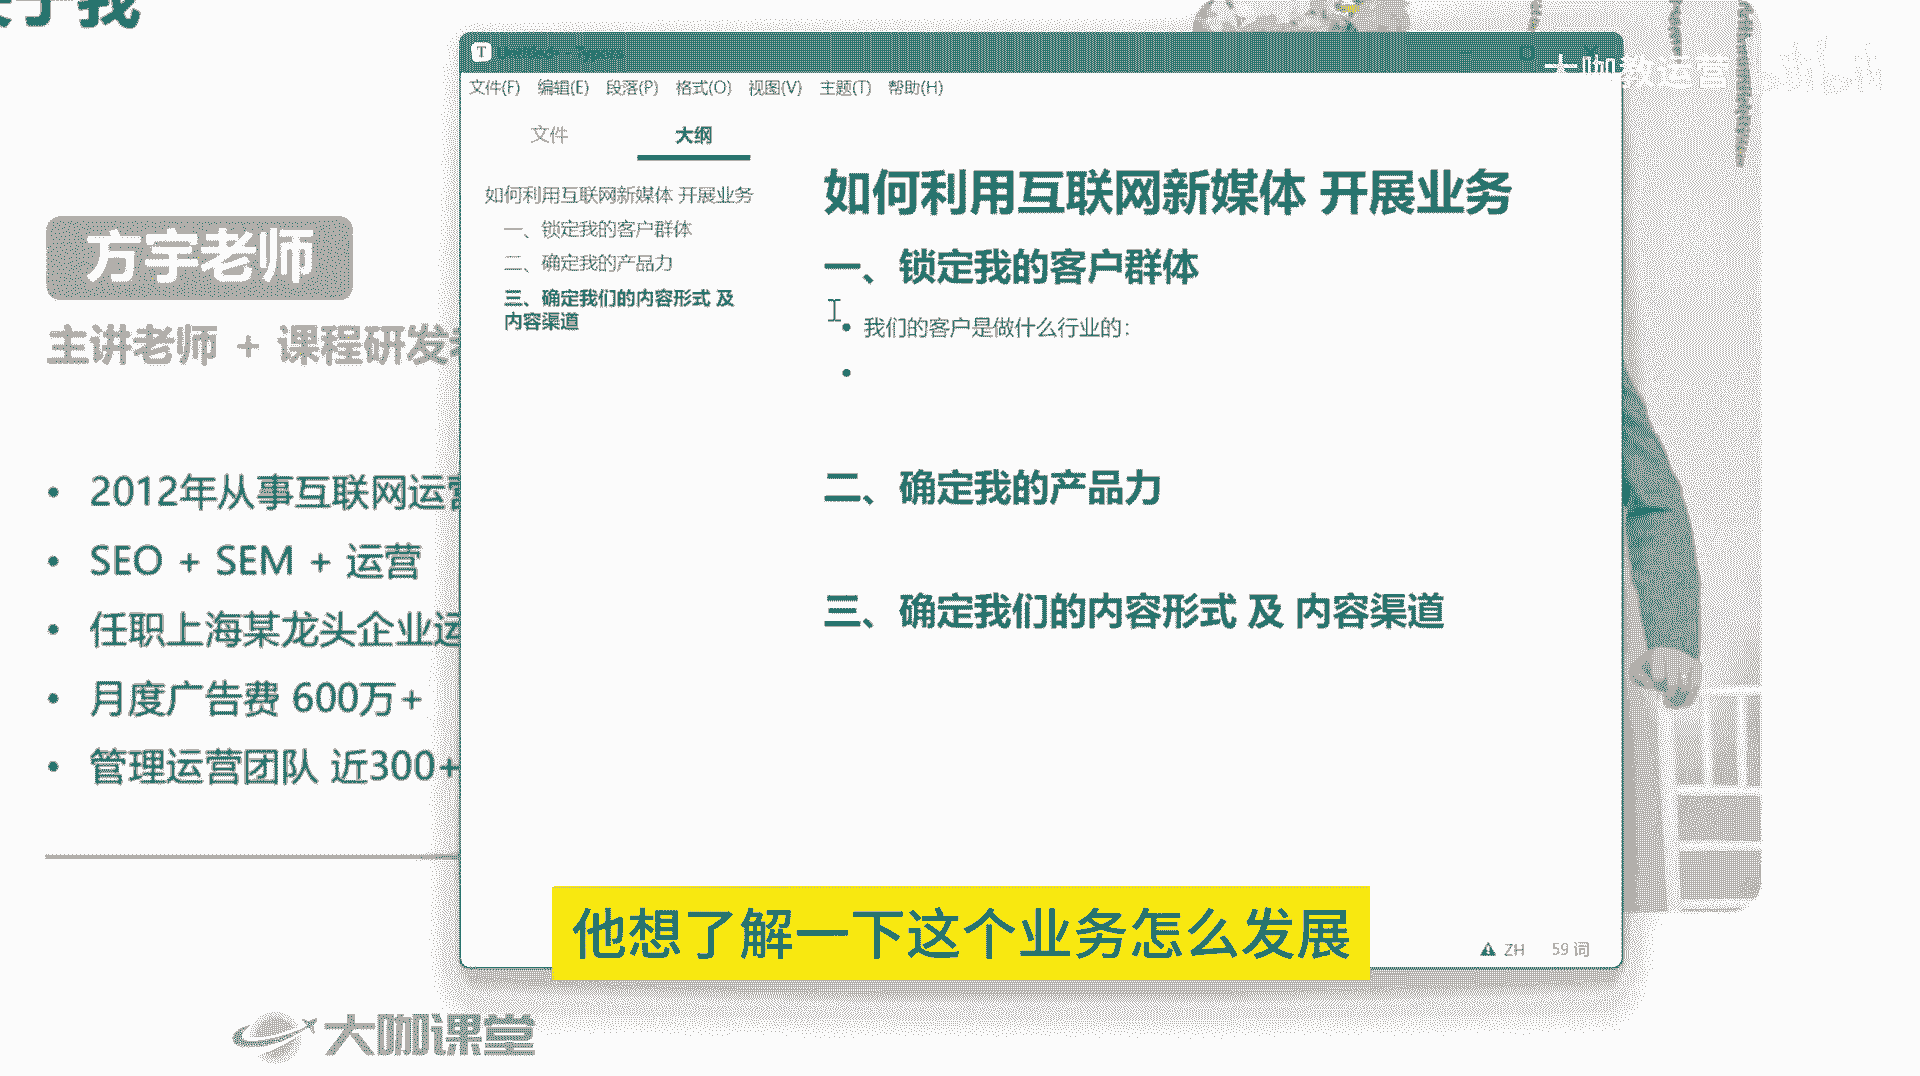 方宇老师
主讲老师 + 课程研发
2012年从事互联网运营
SEO + SEM + 运营
任职上海某龙头企业运
月度广告费 600万+
管理运营团队 近300+
大咖课堂
T
文件(F) 编辑(E) 段落(P) 格式(O) 视图(V) 主题(T) 帮助(H)
大咖教运营
文件 大纲
如何利用互联网新媒体 开展业务
一、锁定我的客户群体
二、确定我的产品力
三、确定我们的内容形式 及
内容渠道
如何利用互联网新媒体 开展业务
一、锁定我的客户群体
我们的客户是做什么行业的：
二、确定我的产品力
三、确定我们的内容形式 及 内容渠道
他想了解一下这个业务怎么发展
ZH 59 词